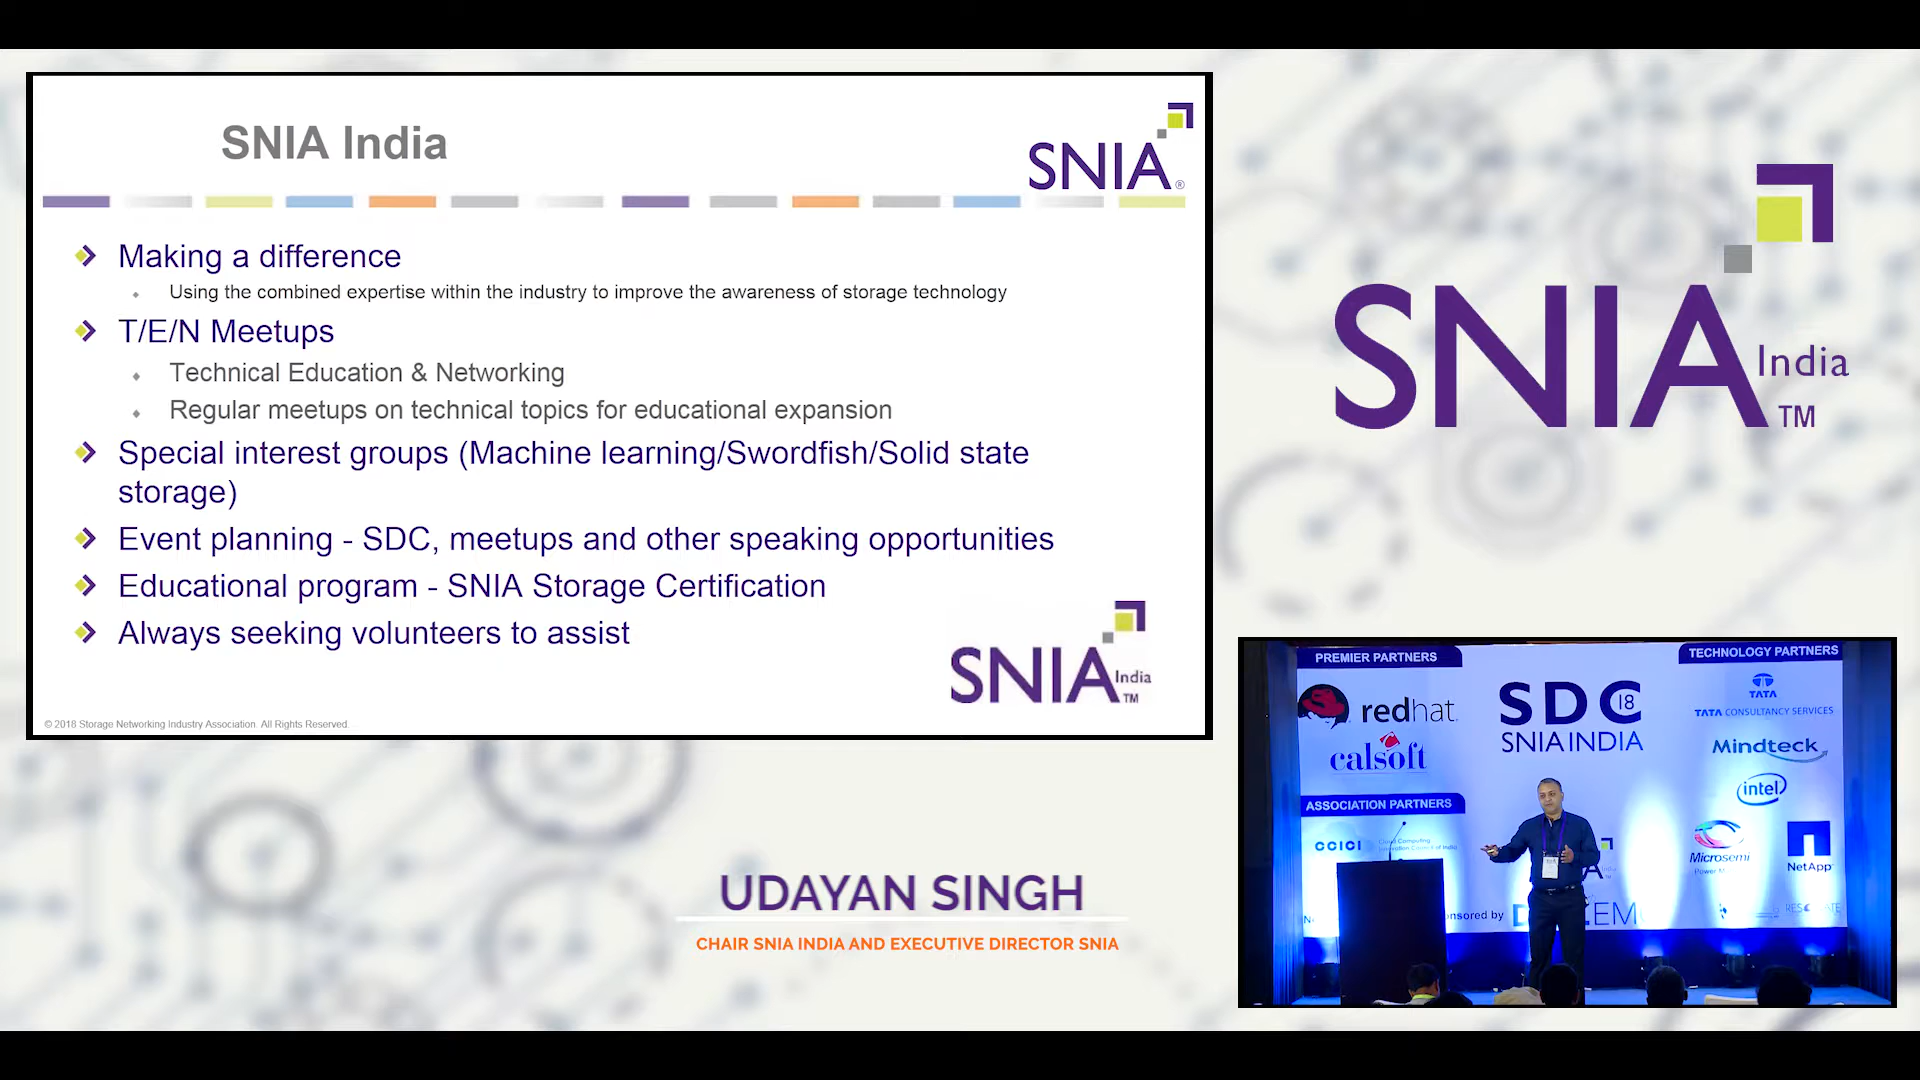 SNIA India
SNIA®
Making a difference
Using the combined expertise within the industry to improve the awareness of storage technology
T/E/N Meetups
Technical Education & Networking
Regular meetups on technical topics for educational expansion
Special interest groups (Machine learning/Swordfish/Solid state
storage)
Event planning - SDC, meetups and other speaking opportunities
Educational program - SNIA Storage Certification
Always seeking volunteers to assist
SNIA India
TM
© 2018 Storage Networking Industry Association. All Rights Reserved.
SNIA India
TM
UDAYAN SINGH
CHAIR SNIA INDIA AND EXECUTIVE DIRECTOR SNIA
PREMIER PARTNERS
redhat.
calsoft
ASSOCIATION PARTNERS
CCICI
SDC 18
SNIA INDIA
TECHNOLOGY PARTNERS
TATA
TATA CONSULTANCY SERVICES
Mindteck
intel
Microsemi
NetApp